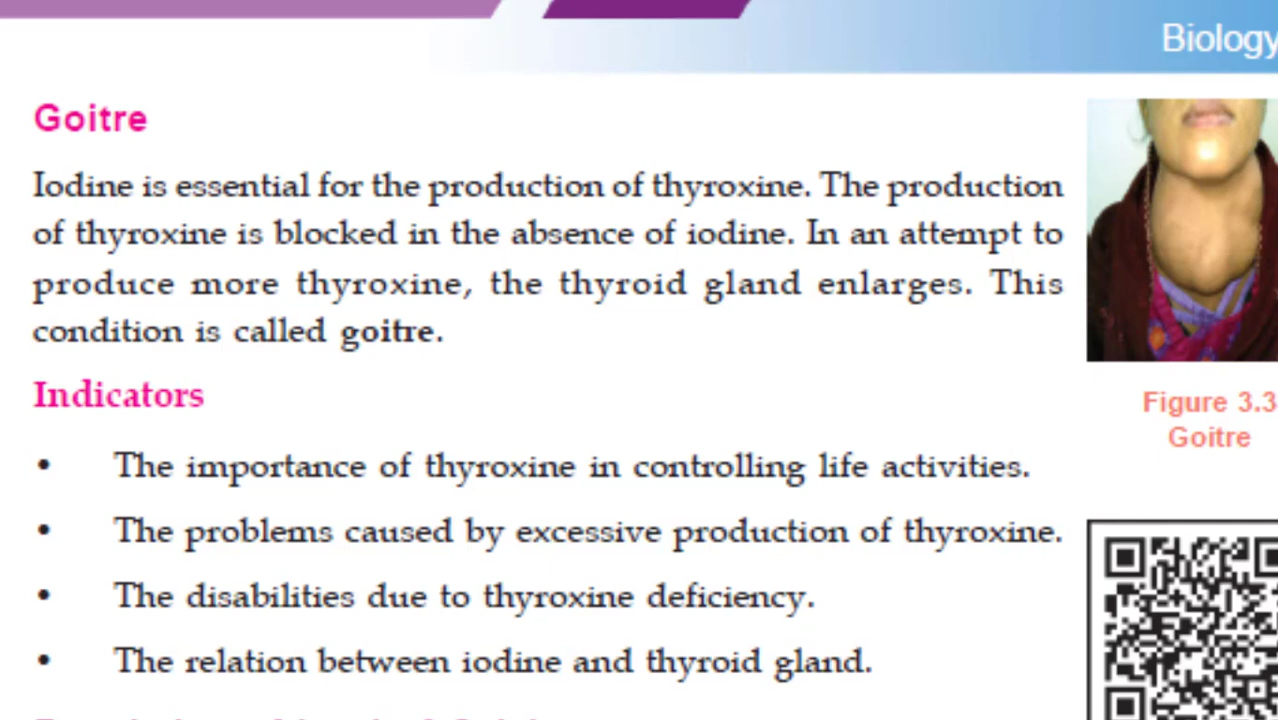 Biology
Goitre
Iodine is essential for the production of thyroxine. The production
of thyroxine is blocked in the absence of iodine. In an attempt to
produce more thyroxine, the thyroid gland enlarges. This
condition is called goitre.
Figure 3.3
Goitre
Indicators
• The importance of thyroxine in controlling life activities.
• The problems caused by excessive production of thyroxine.
• The disabilities due to thyroxine deficiency.
• The relation between iodine and thyroid gland.